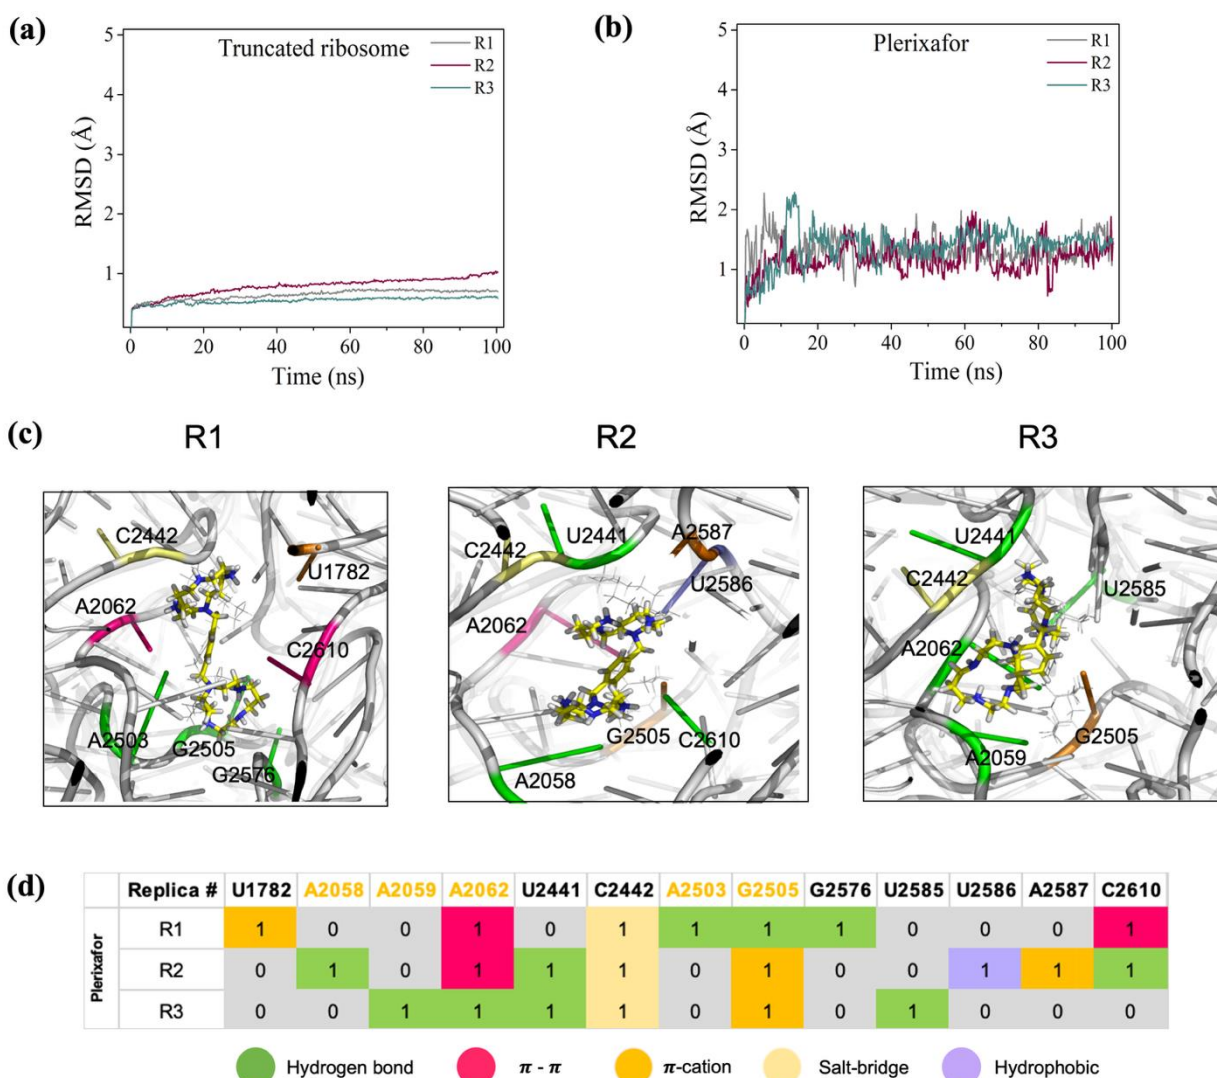 (a)
Truncated ribosome
R1
R2
R3
RMSD (Å)
5
4
3
2
1
0 20 40 60 80 100
Time (ns)
(b)
Plerixafor
R1
R2
R3
RMSD (Å)
5
4
3
2
1
0 20 40 60 80 100
Time (ns)
(c)
R1
C2442
U1782
A2062
C2610
A2503
G2505
G2576
R2
C2442
U2441
A2587
U2586
A2062
G2505
C2610
A2058
R3
U2441
C2442
U2585
A2062
G2505
A2059
(d)
Replica # U1782 A2058 A2059 A2062 U2441 C2442 A2503 G2505 G2576 U2585 U2586 A2587 C2610
Plerixafor
R1 1 0 0 1 0 1 1 1 1 0 0 0 1
R2 0 1 0 1 1 1 0 1 0 0 1 1 1
R3 0 0 1 1 1 1 0 1 0 1 0 0 0
Hydrogen bond π - π π-cation Salt-bridge Hydrophobic